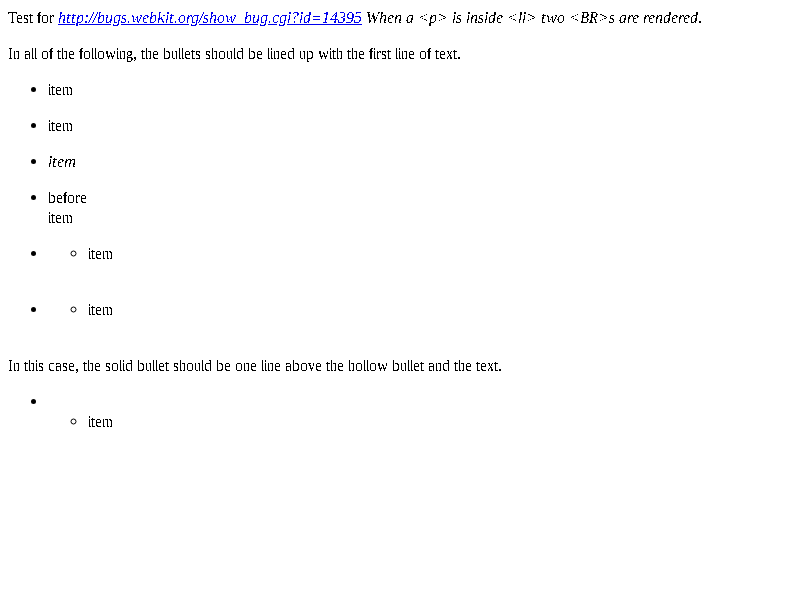 Test for http://bugs.webkit.org/show_bug.cgi?id=14395 When a <p> is inside <li> two <BR>s are rendered.
In all of the following, the bullets should be lined up with the first line of text.
• item
• item
• item
• before
item
• ◦ item
• ◦ item
In this case, the solid bullet should be one line above the hollow bullet and the text.
•
◦ item